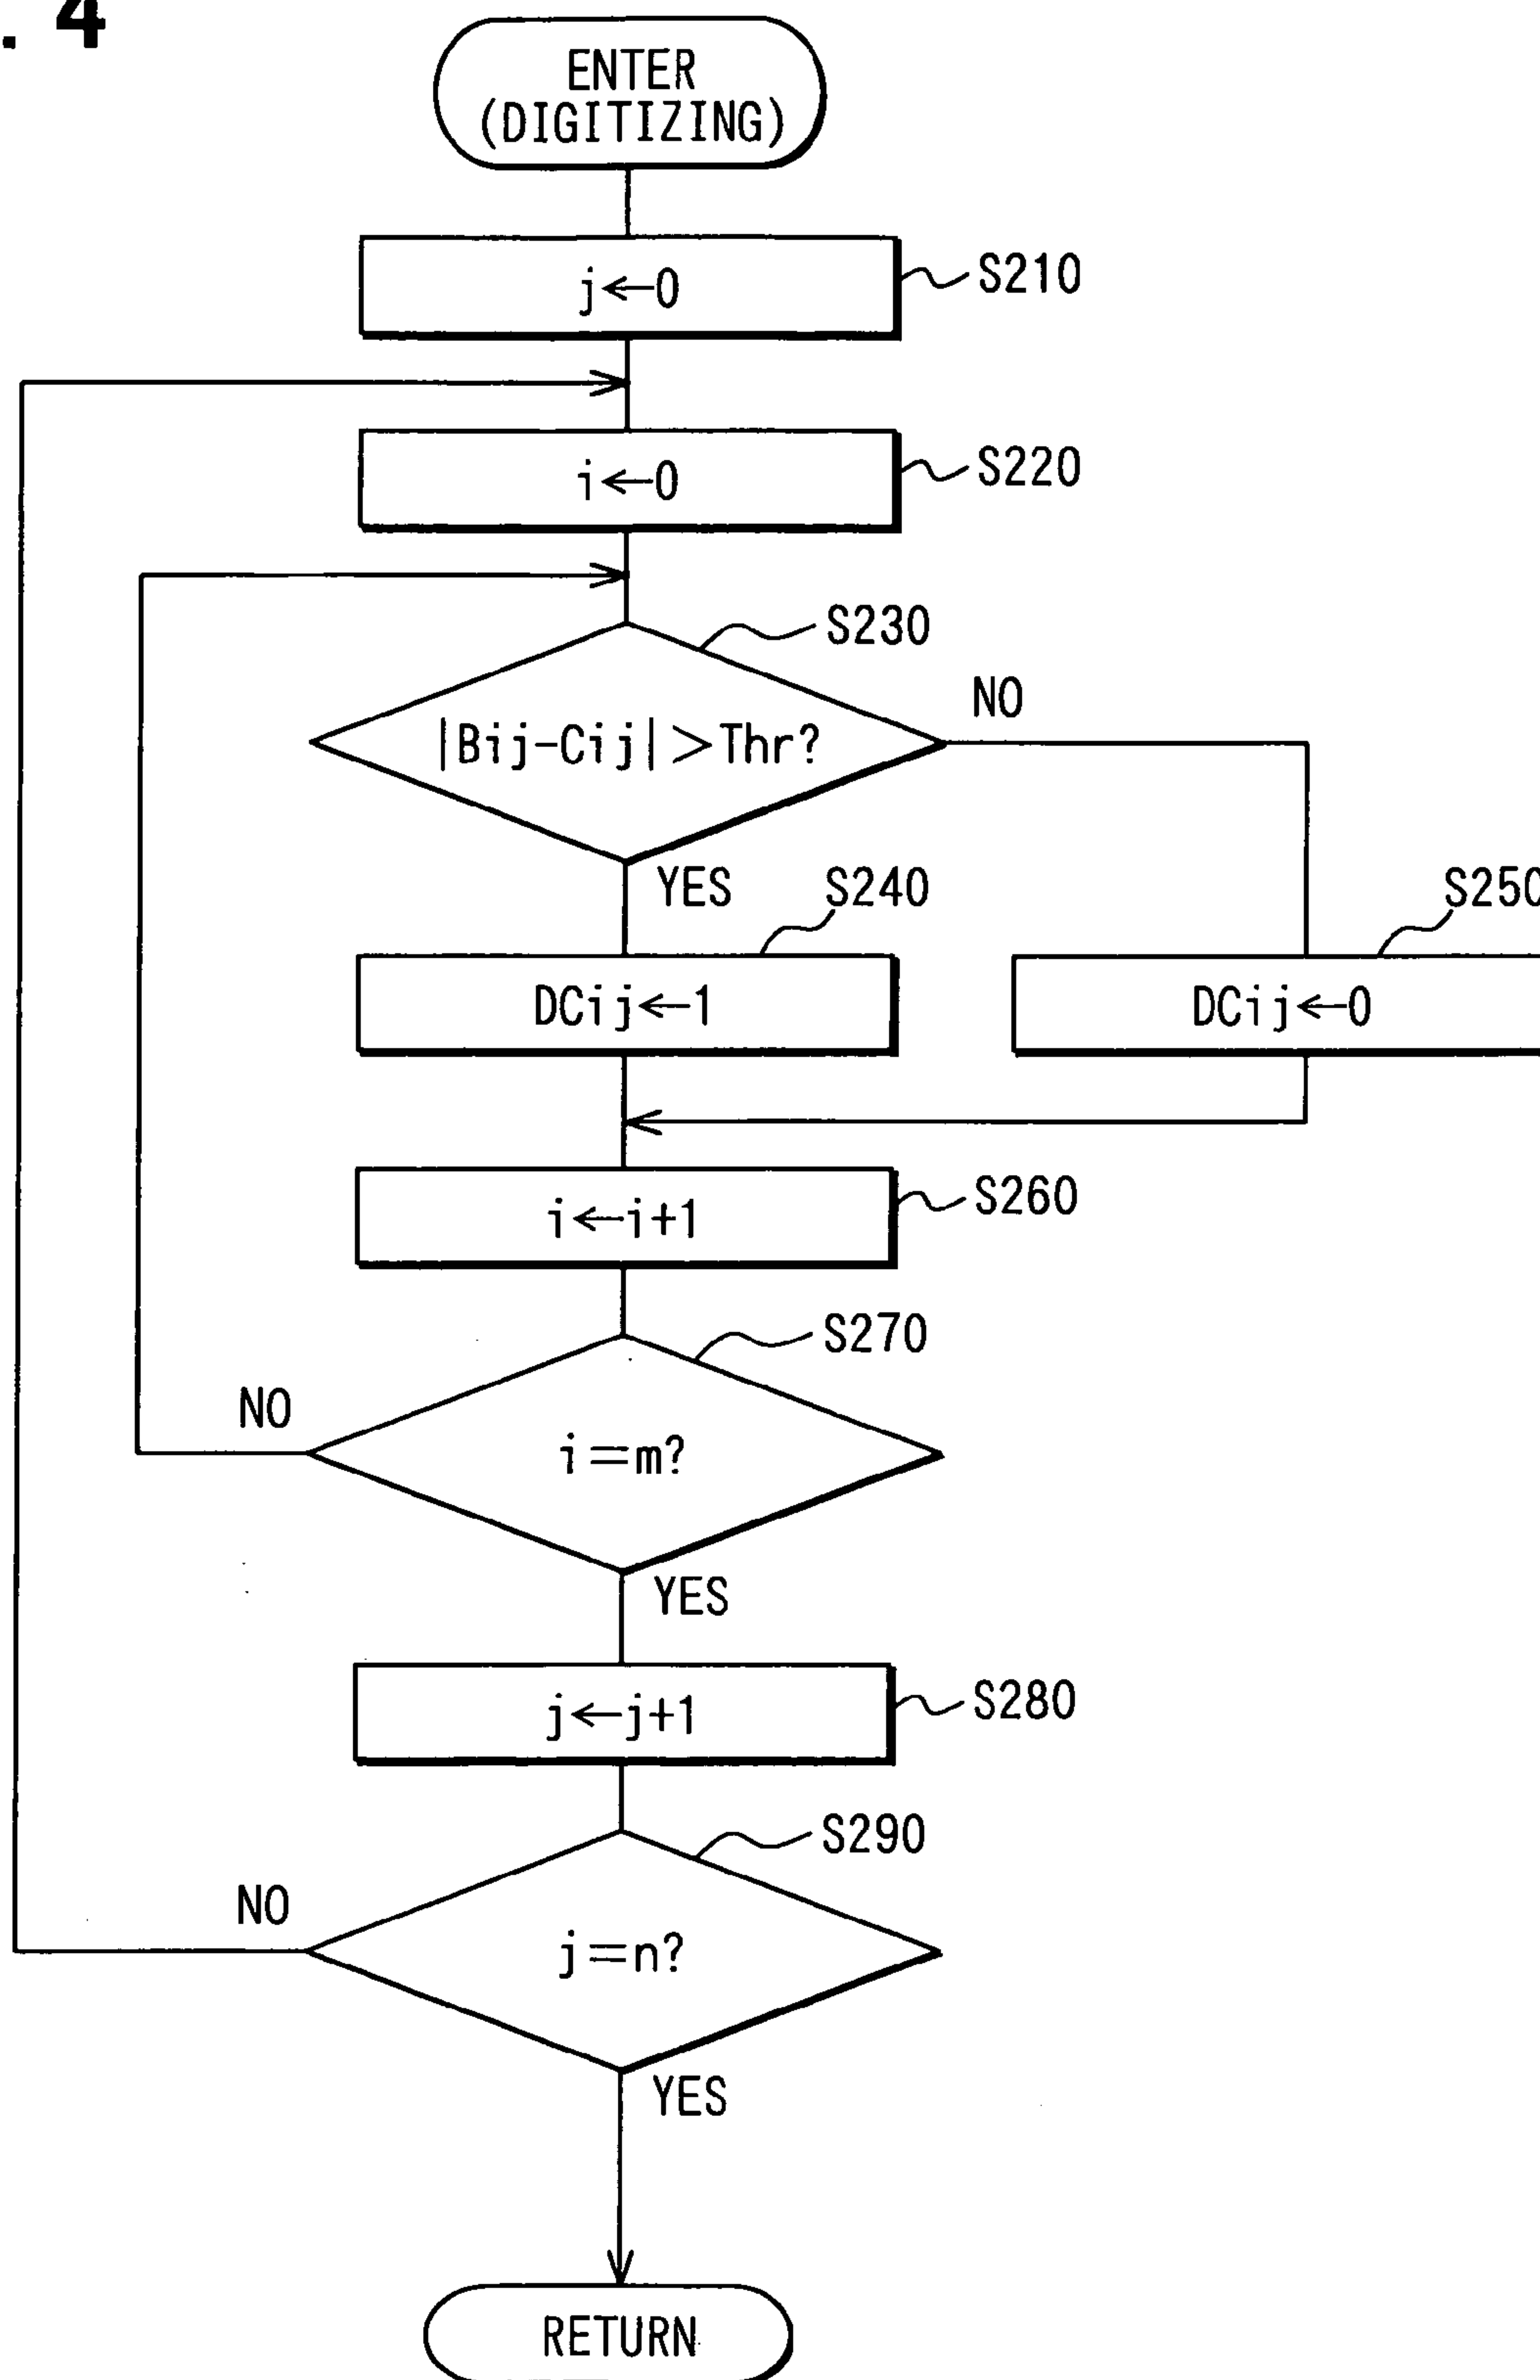 . 4
ENTER
(DIGITIZING)
j←0
S210
i←0
S220
S230
|Bij-Cij|>Thr?
NO
YES
S240
S250
DCij←1
DCij←0
i←i+1
S260
S270
NO
i=m?
YES
j←j+1
S280
S290
NO
j=n?
YES
RETURN